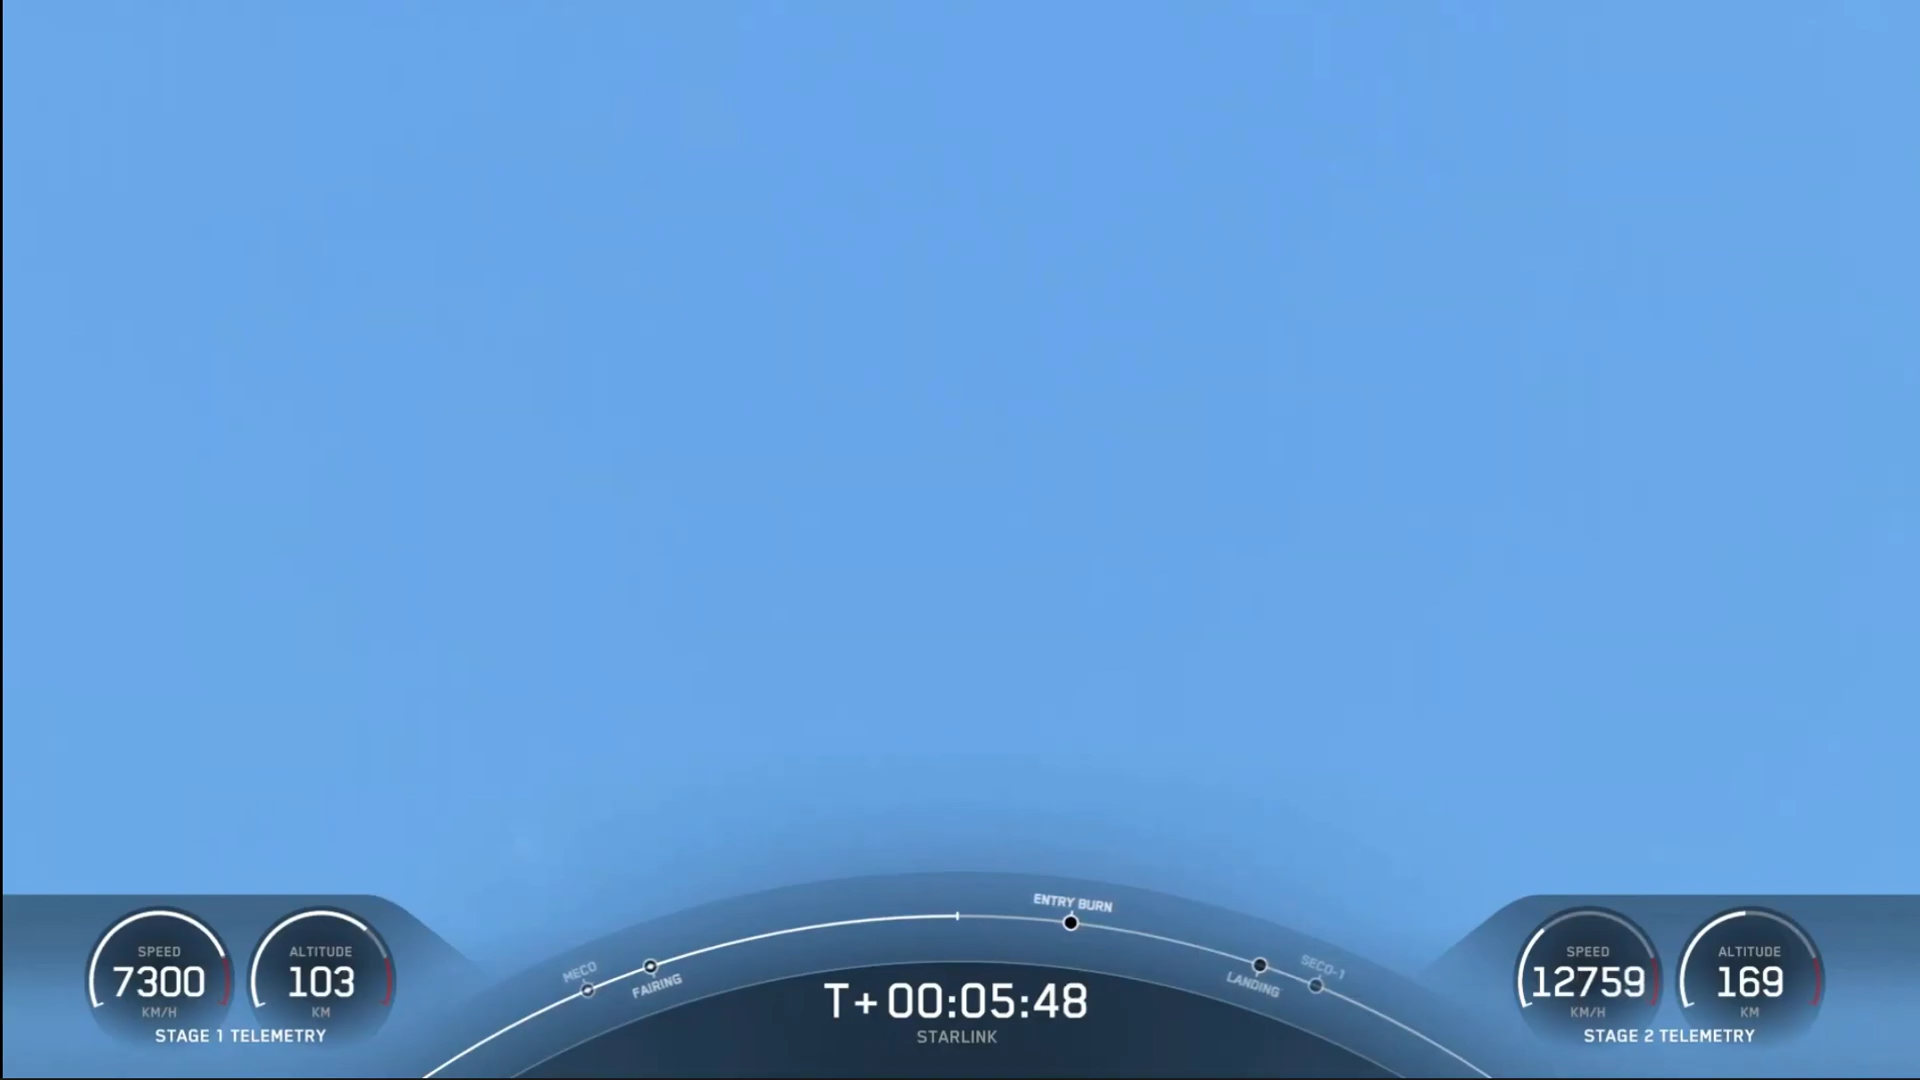 ENTRY BURN
MECO
FAIRING
LANDING
SECO-1
SPEED
7300
KM/H
ALTITUDE
103
KM
STAGE 1 TELEMETRY
T+00:05:48
STARLINK
SPEED
12759
KM/H
ALTITUDE
169
KM
STAGE 2 TELEMETRY